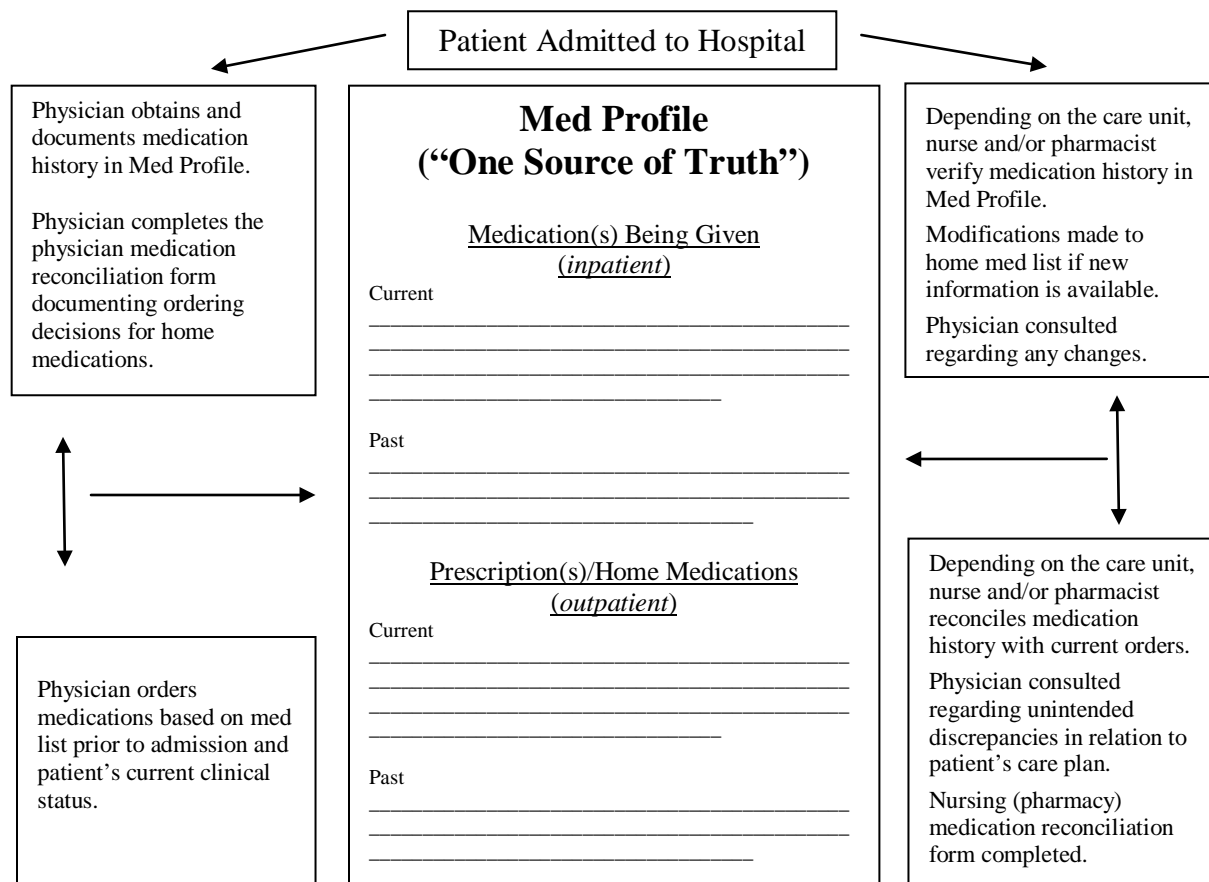 Patient Admitted to Hospital
Physician obtains and
documents medication
history in Med Profile.
Physician completes the
physician medication
reconciliation form
documenting ordering
decisions for home
medications.
Physician orders
medications based on med
list prior to admission and
patient’s current clinical
status.
Med Profile
(“One Source of Truth”)
Medication(s) Being Given
(inpatient)
Current
Past
Prescription(s)/Home Medications
(outpatient)
Current
Past
Depending on the care unit,
nurse and/or pharmacist
verify medication history in
Med Profile.
Modifications made to
home med list if new
information is available.
Physician consulted
regarding any changes.
Depending on the care unit,
nurse and/or pharmacist
reconciles medication
history with current orders.
Physician consulted
regarding unintended
discrepancies in relation to
patient’s care plan.
Nursing (pharmacy)
medication reconciliation
form completed.